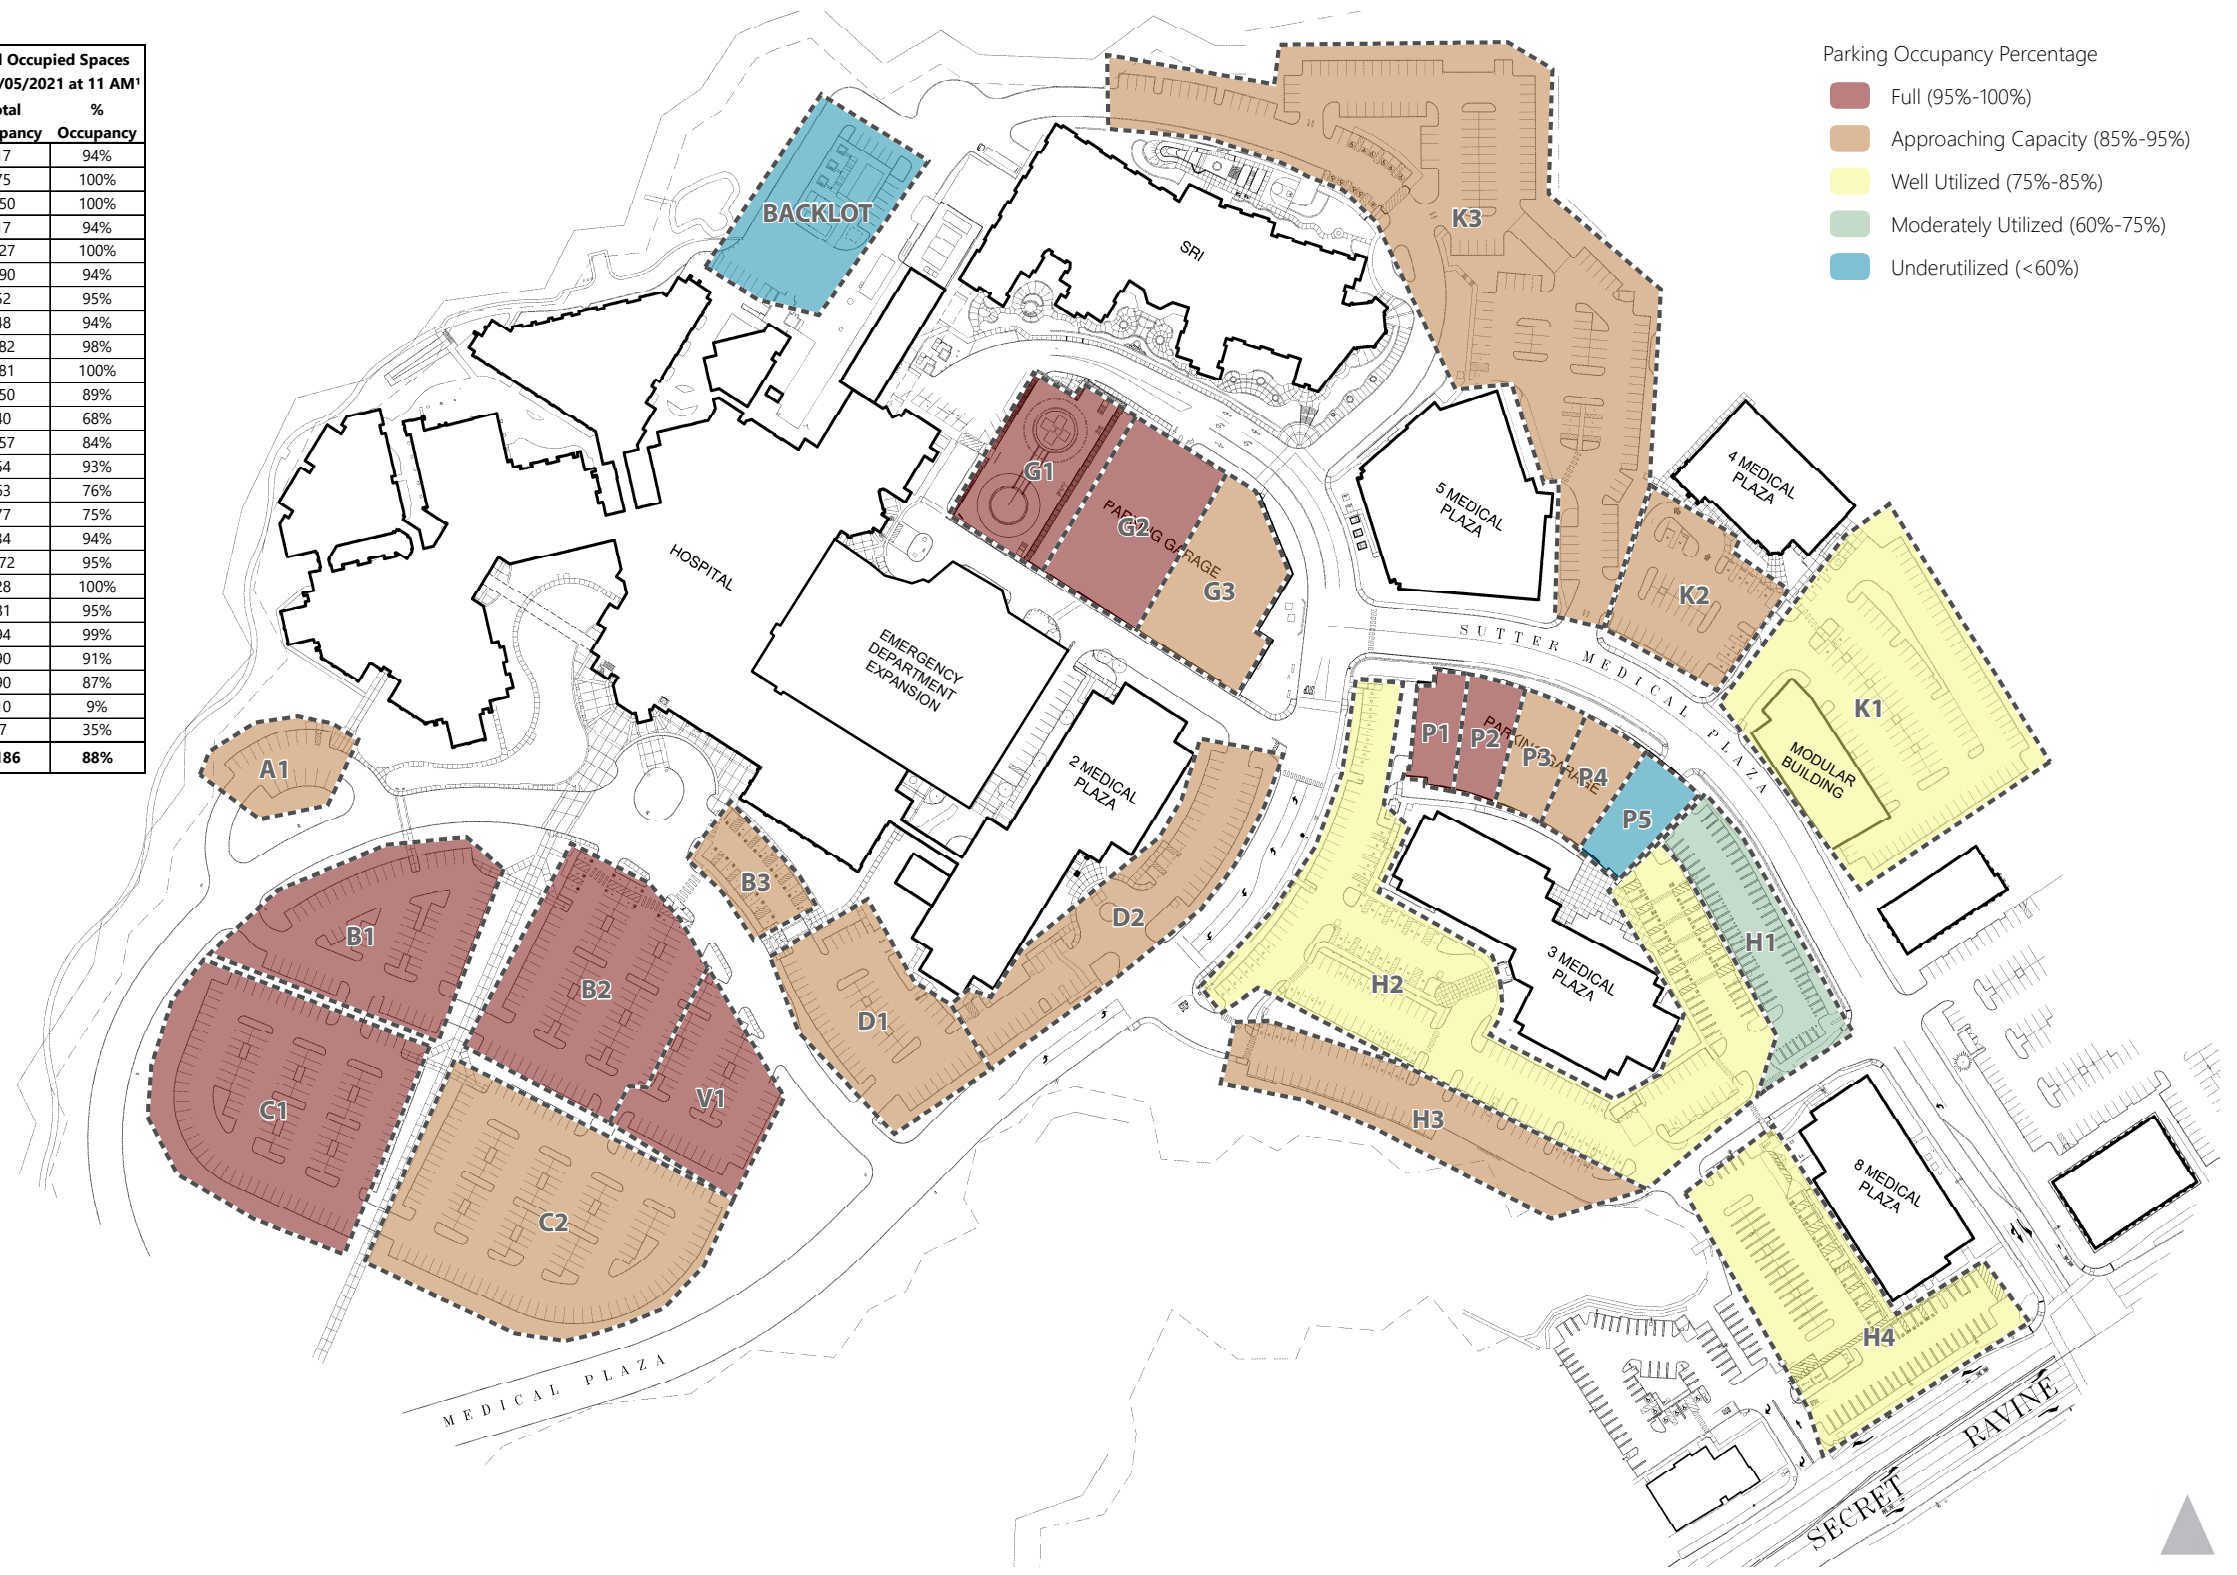 Occupied Spaces
/05/2021 at 11 AM¹
%
Occupancy
94%
100%
100%
94%
100%
94%
95%
94%
98%
100%
89%
68%
84%
93%
76%
75%
94%
95%
100%
95%
99%
91%
87%
9%
35%
88%
Parking Occupancy Percentage
Full (95%-100%)
Approaching Capacity (85%-95%)
Well Utilized (75%-85%)
Moderately Utilized (60%-75%)
Underutilized (<60%)
BACKLOT
K3
SRI
G1
PARKING GARAGE
G2
G3
5 MEDICAL
PLAZA
4 MEDICAL
PLAZA
K2
K1
MODULAR
BUILDING
HOSPITAL
EMERGENCY
DEPARTMENT
EXPANSION
SUTTER MEDICAL PLAZA
2 MEDICAL
PLAZA
P1
P2
PARKING GARAGE
P3
P4
P5
A1
B3
B1
B2
D2
D1
H1
H2
3 MEDICAL
PLAZA
C1
V1
H3
C2
8 MEDICAL
PLAZA
H4
MEDICAL PLAZA
SECRET RAVINE